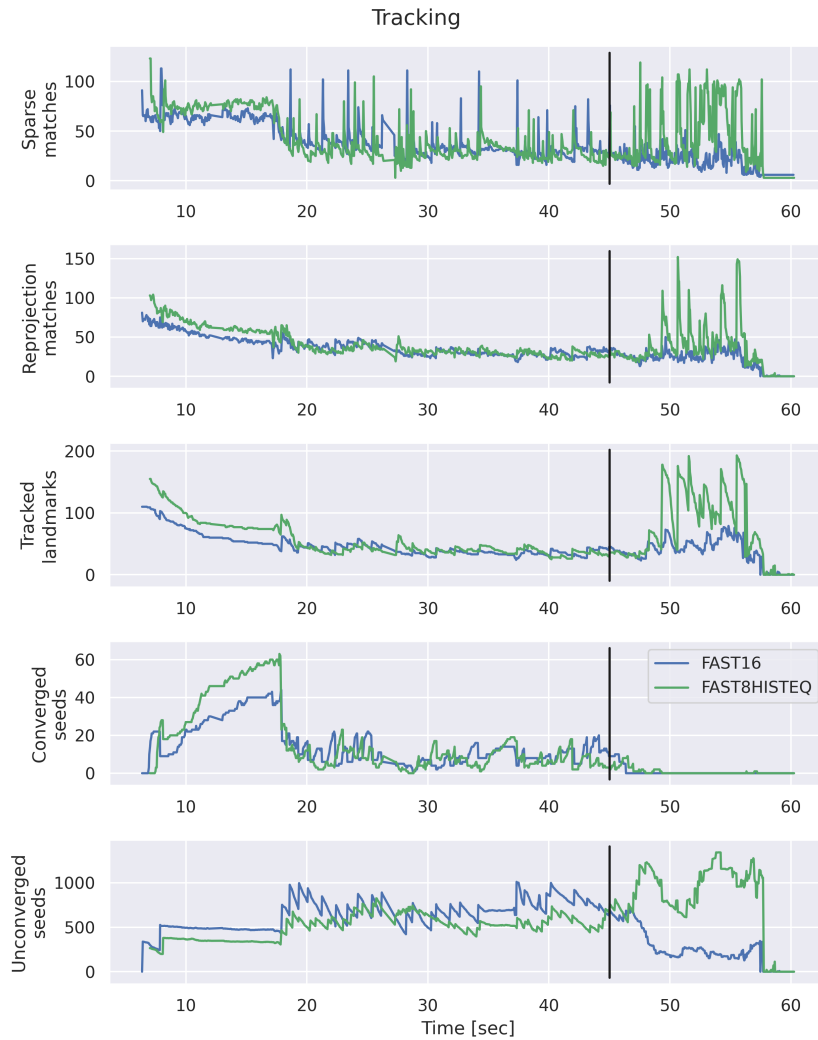 Tracking
Sparse
matches
100
50
0
10 20 30 40 50 60
Reprojection
matches
150
100
50
0
10 20 30 40 50 60
Tracked
landmarks
200
100
0
10 20 30 40 50 60
Converged
seeds
60
40
20
0
FAST16
FAST8HISTEQ
10 20 30 40 50 60
Unconverged
seeds
1000
500
0
10 20 30 40 50 60
Time [sec]